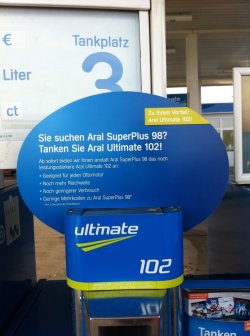 €
Tankplatz
Liter
3
ct
Zu Ihrem Vorteil:
Aral Ultimate 102!
Sie suchen Aral SuperPlus 98?
Tanken Sie Aral Ultimate 102!
Ab sofort bieten wir Ihnen anstatt Aral SuperPlus 98 das noch
leistungsstärkere Aral Ultimate 102 an:
• Geeignet für jeden Ottomotor
• Noch mehr Reichweite
• Noch geringerer Verbrauch
• Geringe Mehrkosten zu Aral SuperPlus 98*
ultimate
102
Tanken